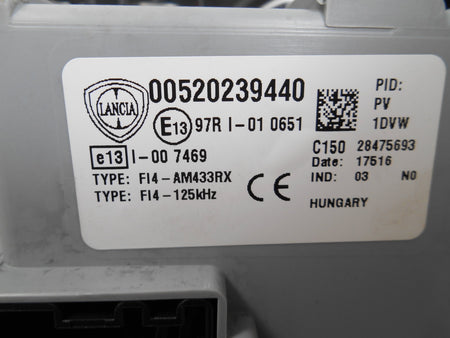 LANCIA
00520239440
PID:
PV
1DVW
E13 97R I-01 0651
e13 I-00 7469
C150 28475693
Date: 17516
TYPE: FI4-AM433RX
IND: 03 N0
TYPE: FI4-125kHz
CE
HUNGARY